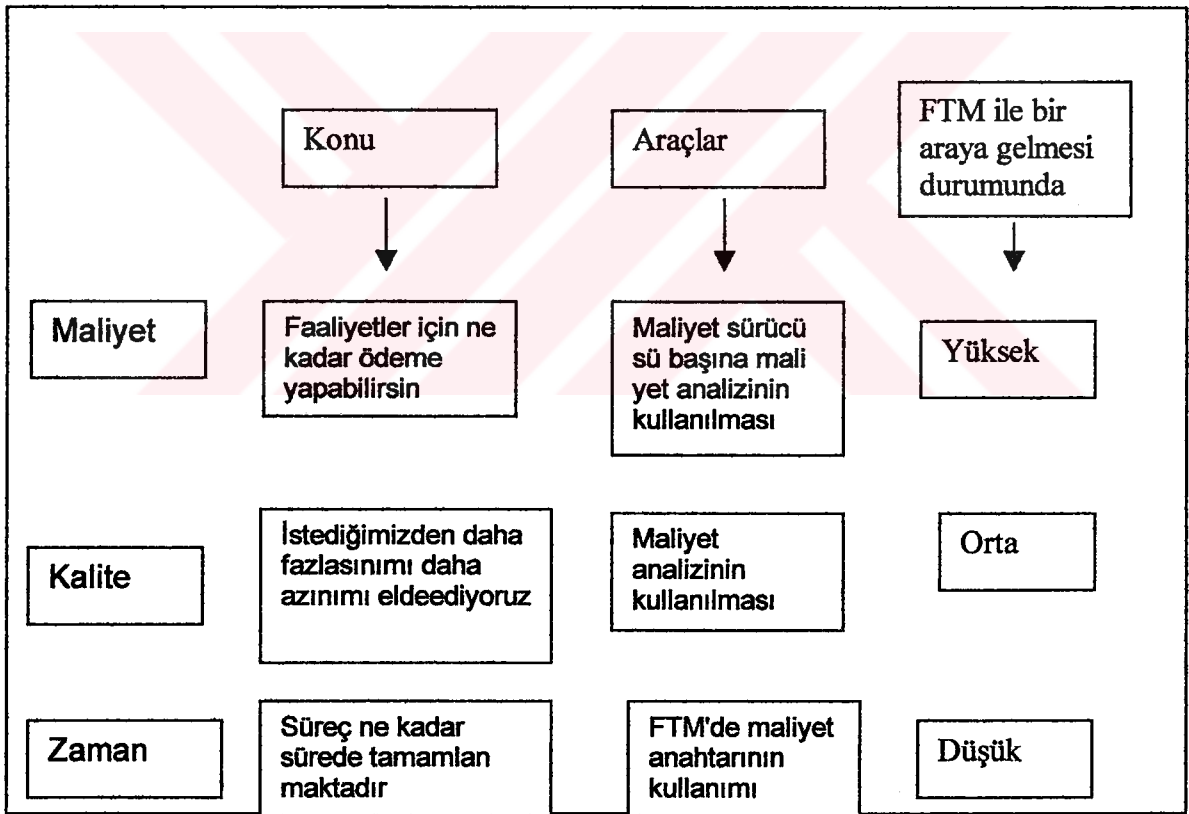 Konu
Araçlar
FTM ile bir
araya gelmesi
durumunda
Maliyet
Faaliyetler için ne
kadar ödeme
yapabilirsin
Maliyet sürücü
sü başına mali
yet analizinin
kullanılması
Yüksek
Kalite
İstediğimizden daha
fazlasınımı daha
azınımı eldeediyoruz
Maliyet
analizinin
kullanılması
Orta
Zaman
Süreç ne kadar
sürede tamamlan
maktadır
FTM'de maliyet
anahtarının
kullanımı
Düşük